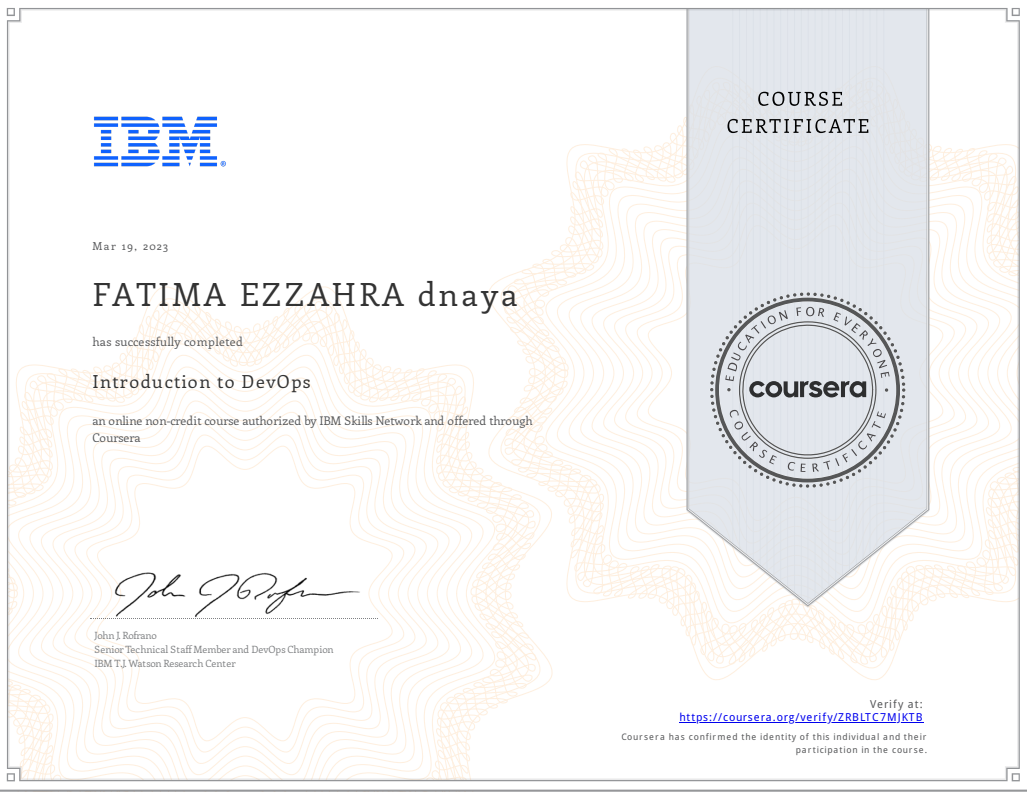 COURSE
CERTIFICATE
IBM®
Mar 19, 2023
FATIMA EZZAHRA dnaya
has successfully completed
Introduction to DevOps
an online non-credit course authorized by IBM Skills Network and offered through
Coursera
EDUCATION FOR EVERYONE
coursera
COURSE CERTIFICATE
John J Rofrano
John J. Rofrano
Senior Technical Staff Member and DevOps Champion
IBM T.J. Watson Research Center
Verify at:
https://coursera.org/verify/ZRBLTC7MJKTB
Coursera has confirmed the identity of this individual and their
participation in the course.